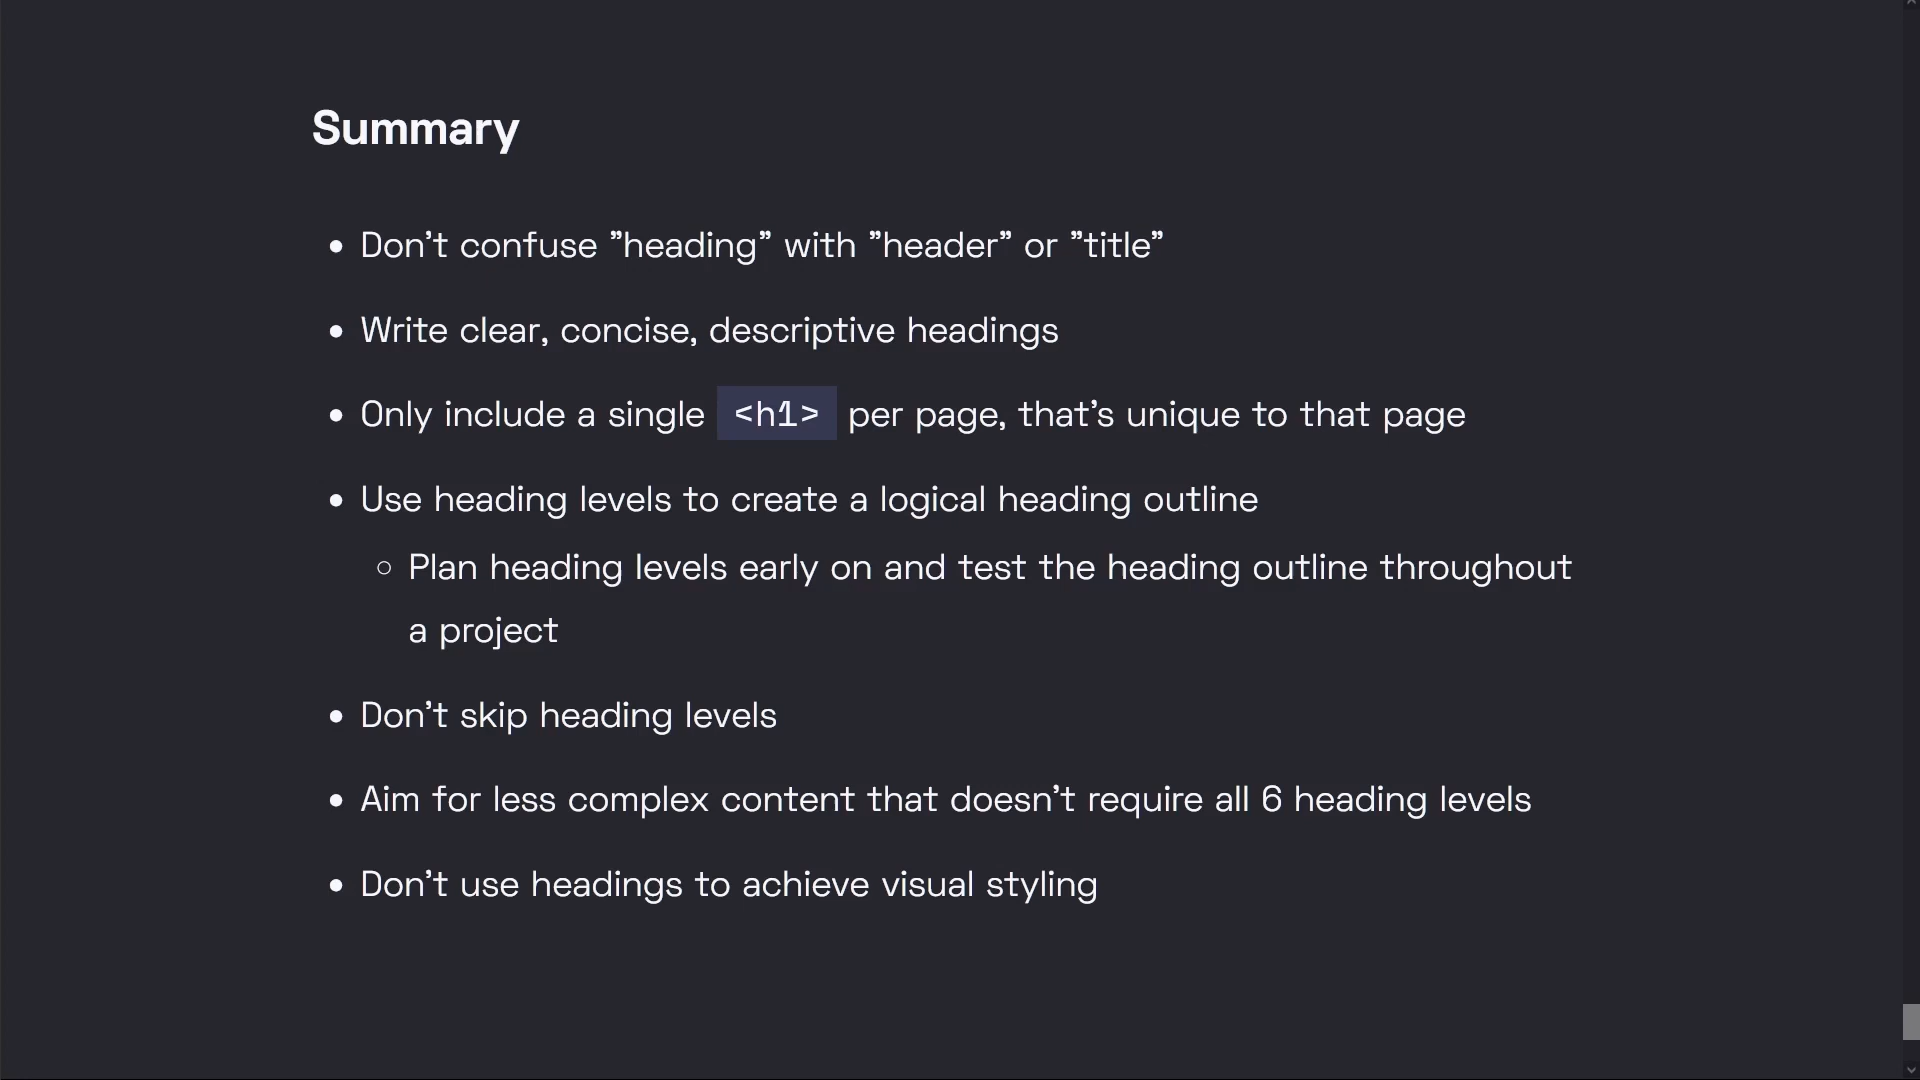 Summary
• Don’t confuse ”heading” with ”header” or ”title”
• Write clear, concise, descriptive headings
• Only include a single <h1> per page, that’s unique to that page
• Use heading levels to create a logical heading outline
◦ Plan heading levels early on and test the heading outline throughout
a project
• Don’t skip heading levels
• Aim for less complex content that doesn’t require all 6 heading levels
• Don’t use headings to achieve visual styling